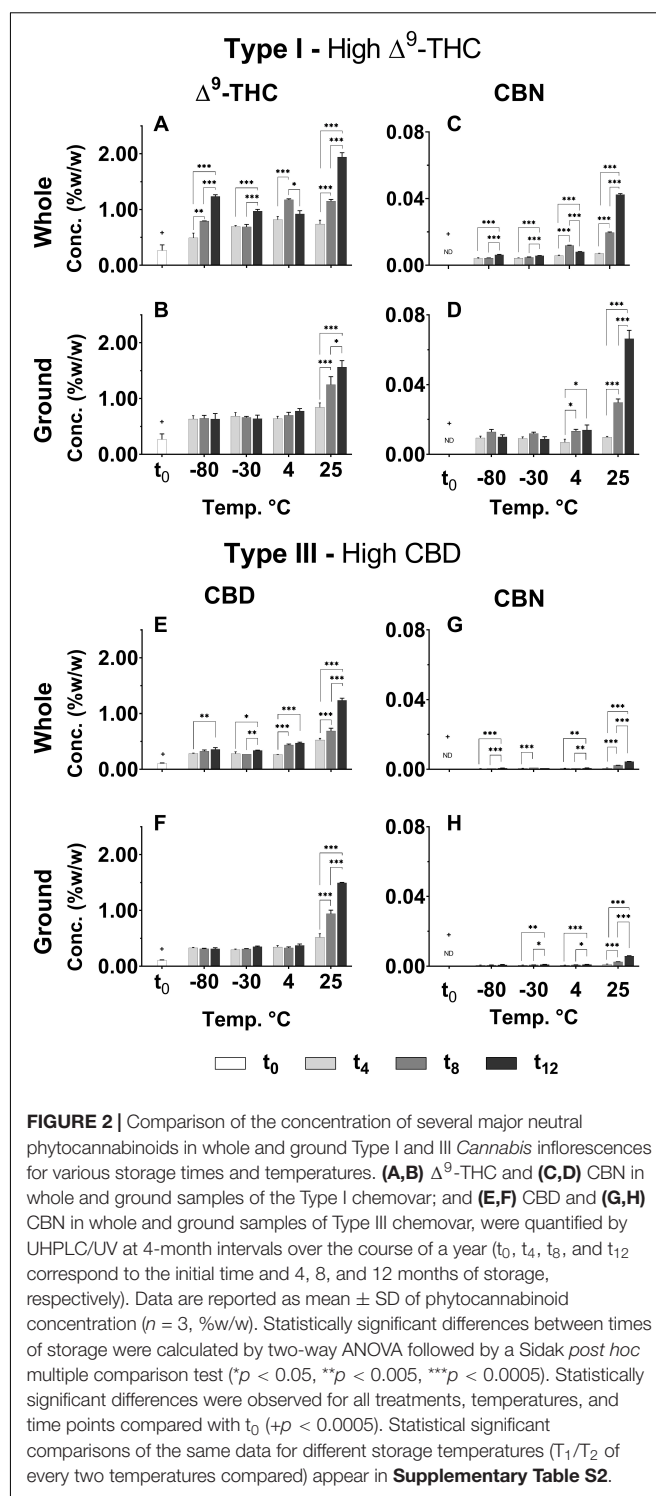 Type I - High Δ⁹-THC
Δ⁹-THC CBN
Whole
Conc. (%w/w)
A
2.00
1.00
0.00
+
*** ** *** *** *** *** * *** *** ***
C
0.08
0.04
0.00
+
ND
*** *** *** *** *** *** *** *** *** ***
Ground
Conc. (%w/w)
B
2.00
1.00
0.00
+
*** *** *
D
0.08
0.04
0.00
+
ND
* * *** *** ***
t₀ -80 -30 4 25
Temp. °C
t₀ -80 -30 4 25
Temp. °C
Type III - High CBD
CBD CBN
Whole
Conc. (%w/w)
E
2.00
1.00
0.00
+
** * ** *** *** *** *** ***
G
0.08
0.04
0.00
+
ND
*** *** *** ** ** *** *** ***
Ground
Conc. (%w/w)
F
2.00
1.00
0.00
+
*** *** ***
H
0.08
0.04
0.00
+
ND
** * *** * *** *** ***
t₀ -80 -30 4 25
Temp. °C
t₀ -80 -30 4 25
Temp. °C
t₀ t₄ t₈ t₁₂
FIGURE 2 | Comparison of the concentration of several major neutral
phytocannabinoids in whole and ground Type I and III Cannabis inflorescences
for various storage times and temperatures. (A,B) Δ⁹-THC and (C,D) CBN in
whole and ground samples of the Type I chemovar; and (E,F) CBD and (G,H)
CBN in whole and ground samples of Type III chemovar, were quantified by
UHPLC/UV at 4-month intervals over the course of a year (t₀, t₄, t₈, and t₁₂
correspond to the initial time and 4, 8, and 12 months of storage,
respectively). Data are reported as mean ± SD of phytocannabinoid
concentration (n = 3, %w/w). Statistically significant differences between times
of storage were calculated by two-way ANOVA followed by a Sidak post hoc
multiple comparison test (*p < 0.05, **p < 0.005, ***p < 0.0005). Statistically
significant differences were observed for all treatments, temperatures, and
time points compared with t₀ (+p < 0.0005). Statistical significant
comparisons of the same data for different storage temperatures (T₁/T₂ of
every two temperatures compared) appear in Supplementary Table S2.